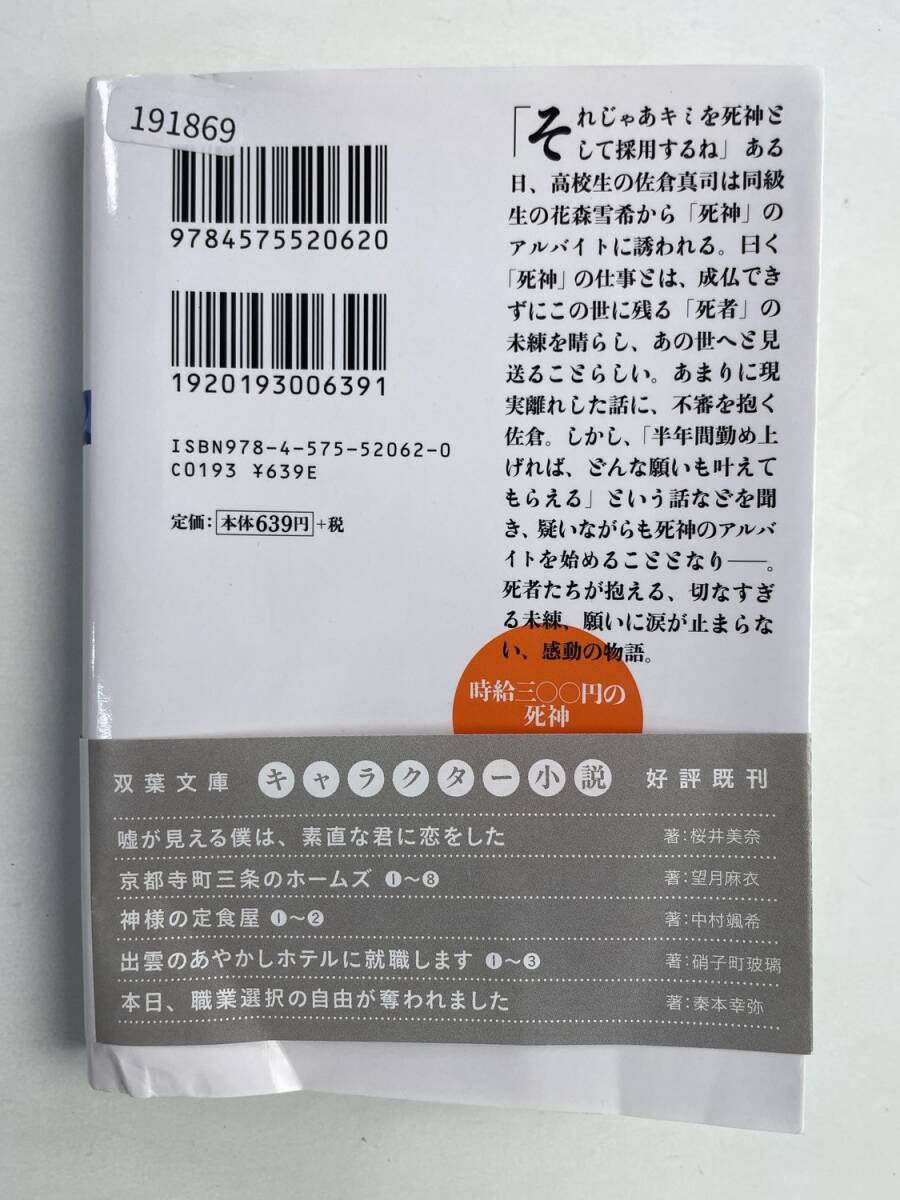 191869
9784575520620
1920193006391
ISBN978-4-575-52062-0
C0193 ¥639E
定価：本体639円+税
「それじゃあキミを死神と
して採用するね」ある
日、高校生の佐倉真司は同級
生の花森雪希から「死神」の
アルバイトに誘われる。曰く
「死神」の仕事とは、成仏でき
ずにこの世に残る「死者」の
未練を晴らし、あの世へと見
送ることらしい。あまりに現
実離れした話に、不審を抱く
佐倉。しかし、「半年間勤め上
げれば、どんな願いも叶えて
もらえる」という話などを聞
き、疑いながらも死神のアルバ
イトを始めることとなり──。
死者たちが抱える、切なすぎ
る未練、願いに涙が止まらな
い、感動の物語。
時給三〇〇円の
死神
双葉文庫 キャラクター小説 好評既刊
嘘が見える僕は、素直な君に恋をした 著：桜井美奈
京都寺町三条のホームズ ❶〜❽ 著：望月麻衣
神様の定食屋 ❶〜❷ 著：中村颯希
出雲のあやかしホテルに就職します ❶〜❸ 著：硝子町玻璃
本日、職業選択の自由が奪われました 著：秦本幸弥